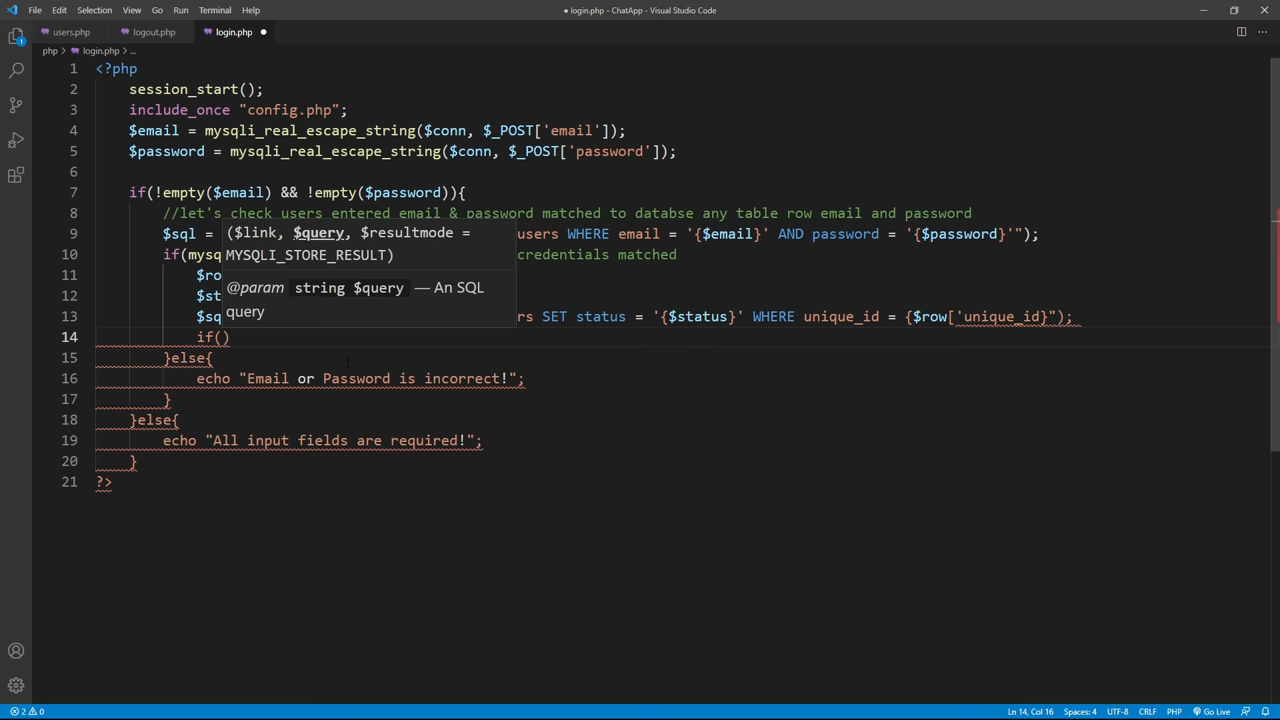 File Edit Selection View Go Run Terminal Help ● login.php - ChatApp - Visual Studio Code
users.php logout.php login.php ●
php > login.php > ...
1 <?php
2 session_start();
3 include_once "config.php";
4 $email = mysqli_real_escape_string($conn, $_POST['email']);
5 $password = mysqli_real_escape_string($conn, $_POST['password']);
6
7 if(!empty($email) && !empty($password)){
8 //let's check users entered email & password matched to databse any table row email and password
9 $sql = users WHERE email = '{$email}' AND password = '{$password}'");
($link, $query, $resultmode =
MYSQLI_STORE_RESULT)
@param string $query — An SQL
query
10 if(mysq credentials matched
11 $ro
12 $st
13 $sq rs SET status = '{$status}' WHERE unique_id = {$row['unique_id}");
14 if()
15 }else{
16 echo "Email or Password is incorrect!";
17 }
18 }else{
19 echo "All input fields are required!";
20 }
21 ?>
1
2 0 Ln 14, Col 16 Spaces: 4 UTF-8 CRLF PHP Go Live